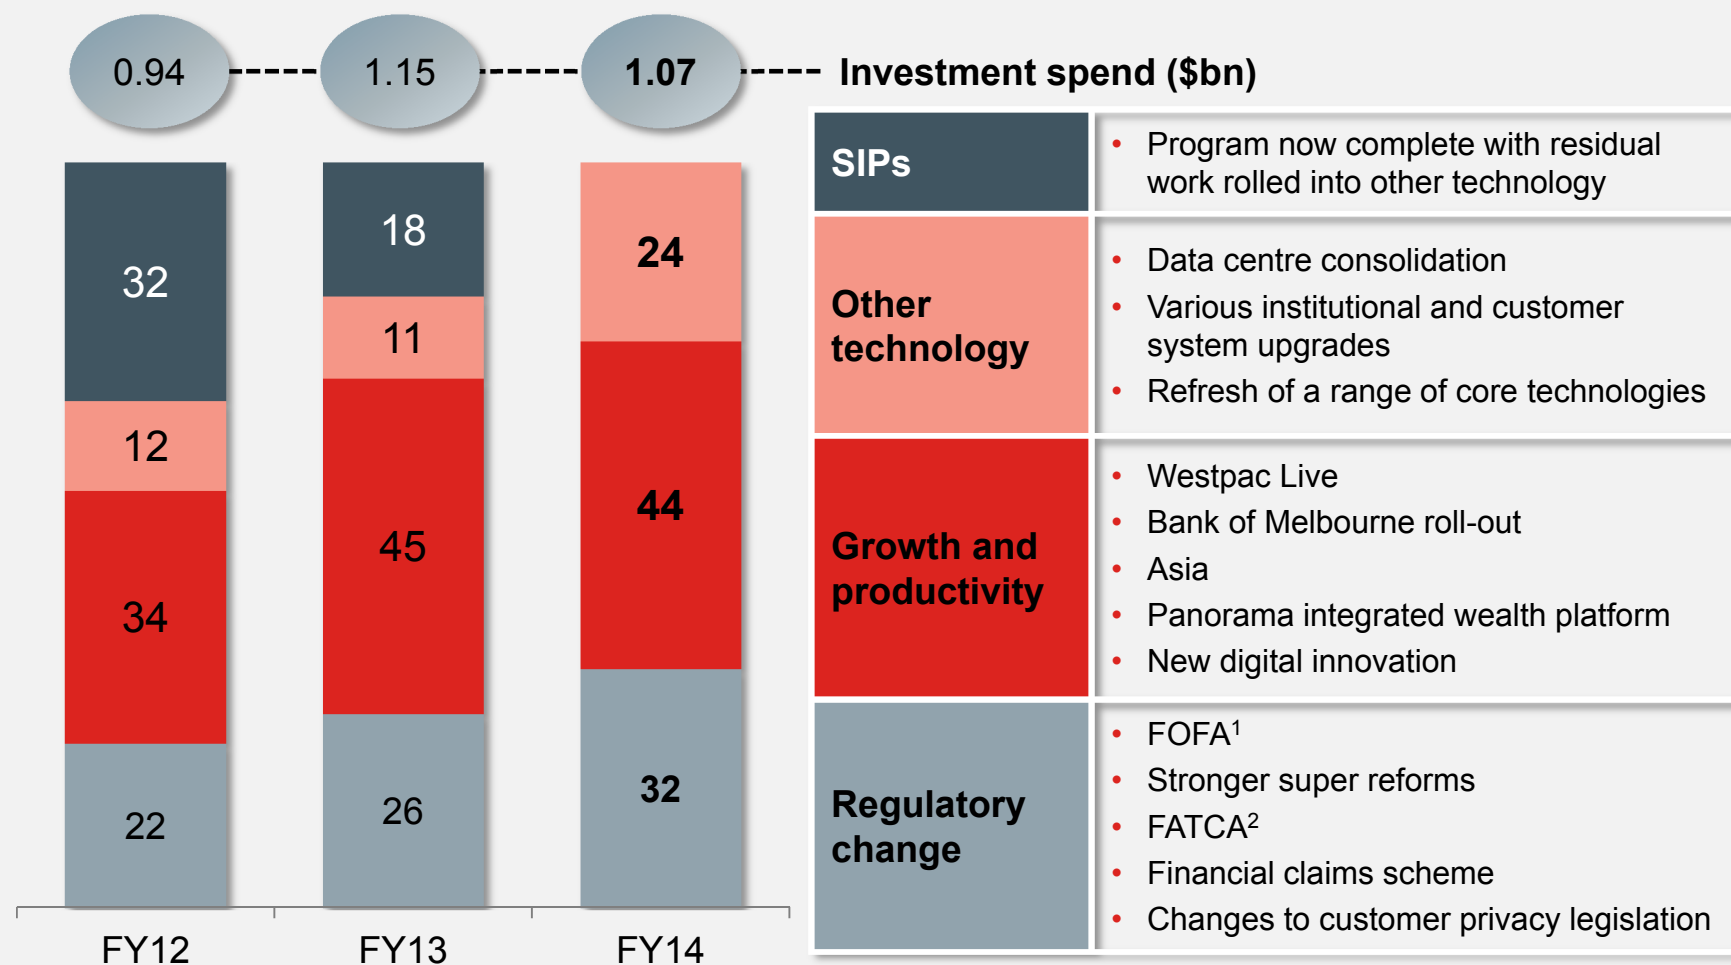 0.94
1.15
1.07
Investment spend ($bn)
32
12
34
22
FY12
18
11
45
26
FY13
24
44
32
FY14
SIPs
• Program now complete with residual
work rolled into other technology
Other
technology
• Data centre consolidation
• Various institutional and customer
system upgrades
• Refresh of a range of core technologies
Growth and
productivity
• Westpac Live
• Bank of Melbourne roll-out
• Asia
• Panorama integrated wealth platform
• New digital innovation
Regulatory
change
• FOFA¹
• Stronger super reforms
• FATCA²
• Financial claims scheme
• Changes to customer privacy legislation